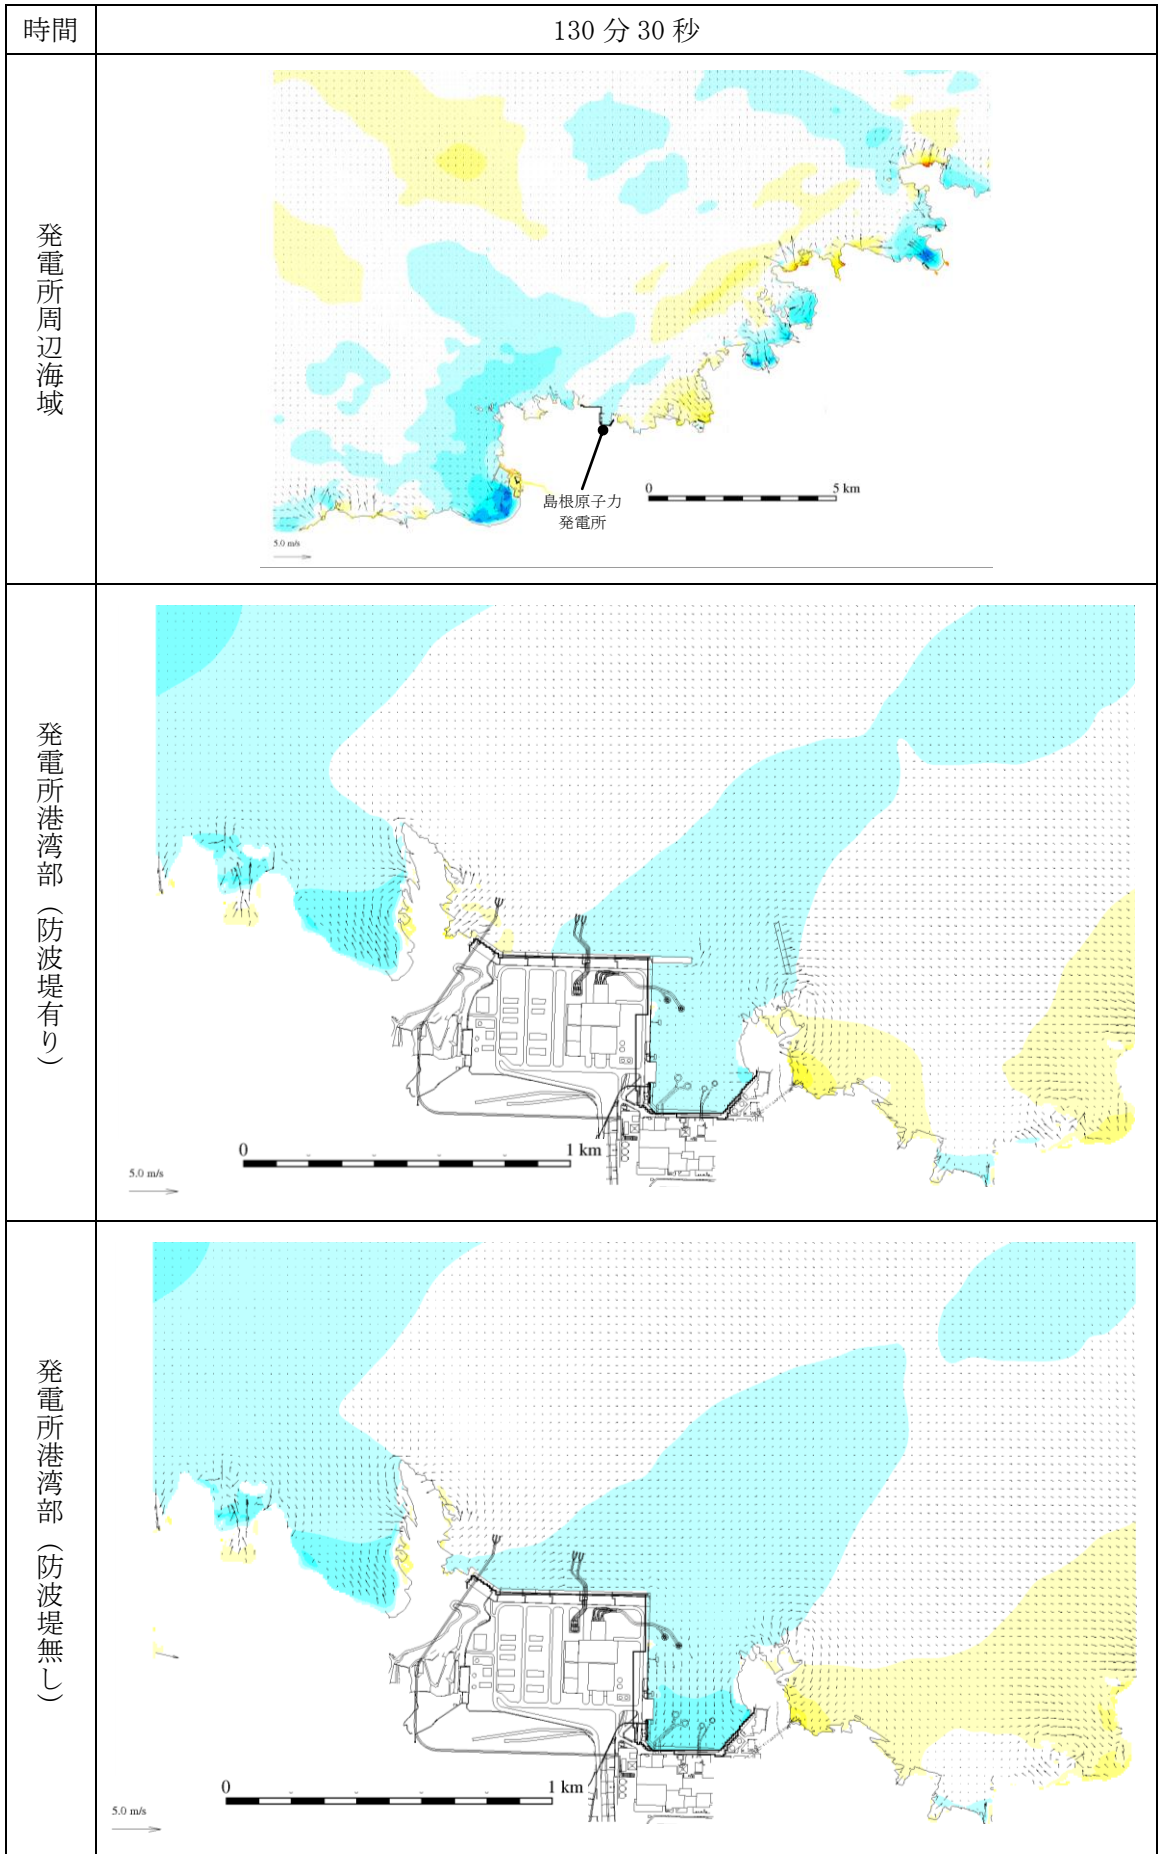 時間
130 分 30 秒
発電所周辺海域
島根原子力
発電所
0
5 km
5.0 m/s
発電所港湾部（防波堤有り）
0
1 km
5.0 m/s
発電所港湾部（防波堤無し）
0
1 km
5.0 m/s